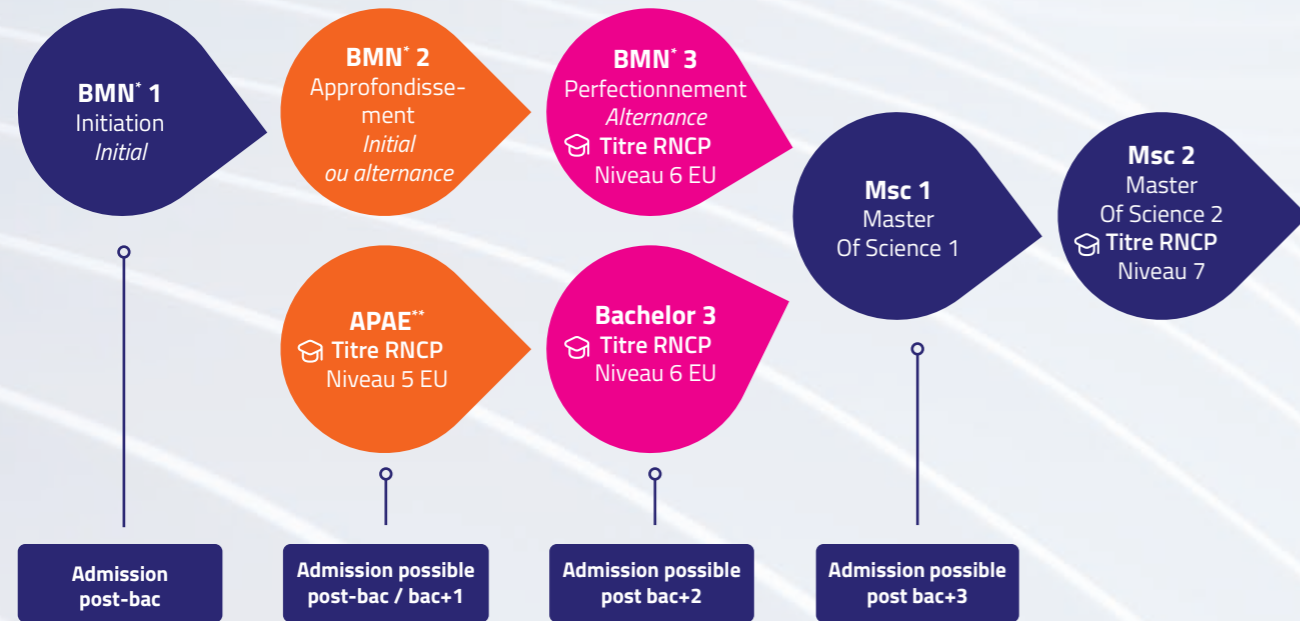 BMN* 1
Initiation
Initial
BMN* 2
Approfondisse-
ment
Initial
ou alternance
BMN* 3
Perfectionnement
Alternance
Titre RNCP
Niveau 6 EU
Msc 1
Master
Of Science 1
Msc 2
Master
Of Science 2
Titre RNCP
Niveau 7
APAE**
Titre RNCP
Niveau 5 EU
Bachelor 3
Titre RNCP
Niveau 6 EU
Admission
post-bac
Admission possible
post-bac / bac+1
Admission possible
post bac+2
Admission possible
post bac+3